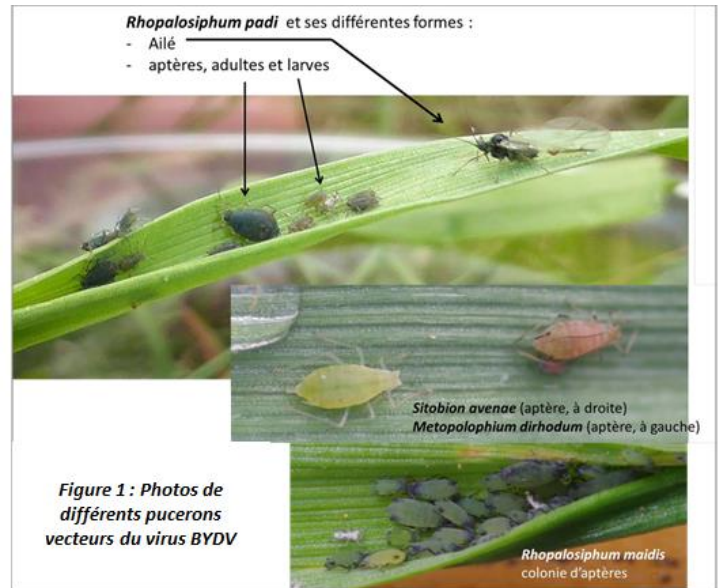 Rhopalosiphum padi et ses différentes formes :
- Ailé
- aptères, adultes et larves
Sitobion avenae (aptère, à droite)
Metopolophium dirhodum (aptère, à gauche)
Figure 1 : Photos de
différents pucerons
vecteurs du virus BYDV
Rhopalosiphum maidis
colonie d'aptères